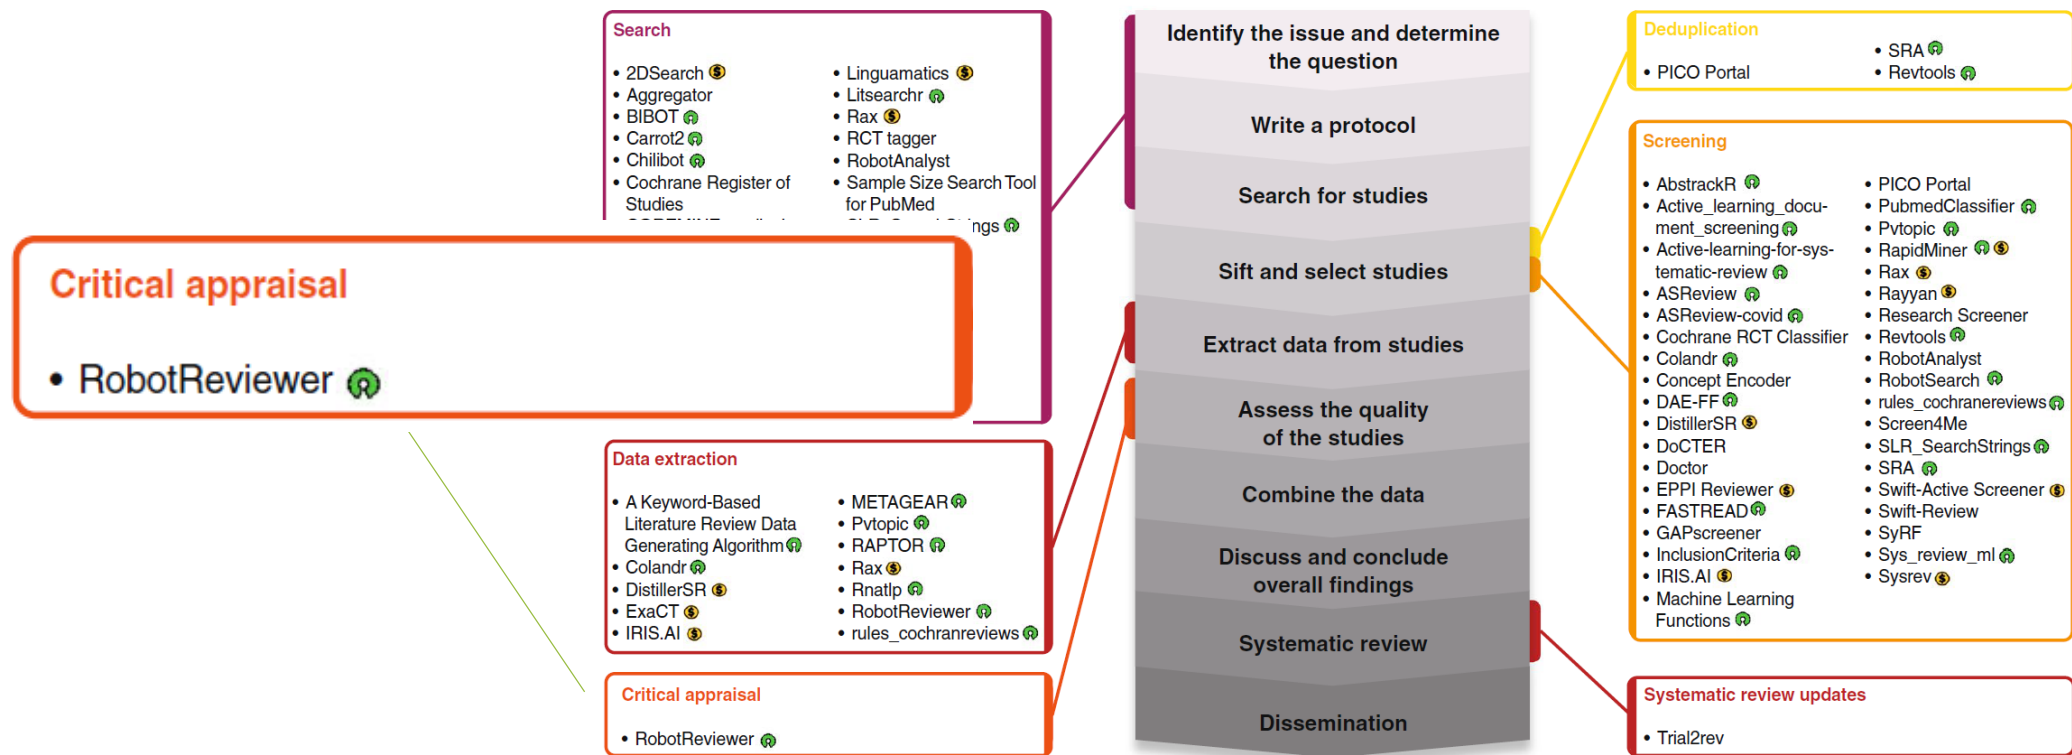 Search
• 2DSearch
• Aggregator
• BIBOT
• Carrot2
• Chilibot
• Cochrane Register of
Studies
• Linguamatics
• Litsearchr
• Rax
• RCT tagger
• RobotAnalyst
• Sample Size Search Tool
for PubMed
ngs
Critical appraisal
• RobotReviewer
Data extraction
• A Keyword-Based
Literature Review Data
Generating Algorithm
• Colandr
• DistillerSR
• ExaCT
• IRIS.AI
• METAGEAR
• Pvtopic
• RAPTOR
• Rax
• Rnatlp
• RobotReviewer
• rules_cochranreviews
Critical appraisal
• RobotReviewer
Identify the issue and determine
the question
Write a protocol
Search for studies
Sift and select studies
Extract data from studies
Assess the quality
of the studies
Combine the data
Discuss and conclude
overall findings
Systematic review
Dissemination
Deduplication
• PICO Portal
• SRA
• Revtools
Screening
• AbstrackR
• Active_learning_docu-
ment_screening
• Active-learning-for-sys-
tematic-review
• ASReview
• ASReview-covid
• Cochrane RCT Classifier
• Colandr
• Concept Encoder
• DAE-FF
• DistillerSR
• DoCTER
• Doctor
• EPPI Reviewer
• FASTREAD
• GAPscreener
• InclusionCriteria
• IRIS.AI
• Machine Learning
Functions
• PICO Portal
• PubmedClassifier
• Pvtopic
• RapidMiner
• Rax
• Rayyan
• Research Screener
• Revtools
• RobotAnalyst
• RobotSearch
• rules_cochranereviews
• Screen4Me
• SLR_SearchStrings
• SRA
• Swift-Active Screener
• Swift-Review
• SyRF
• Sys_review_ml
• Sysrev
Systematic review updates
• Trial2rev